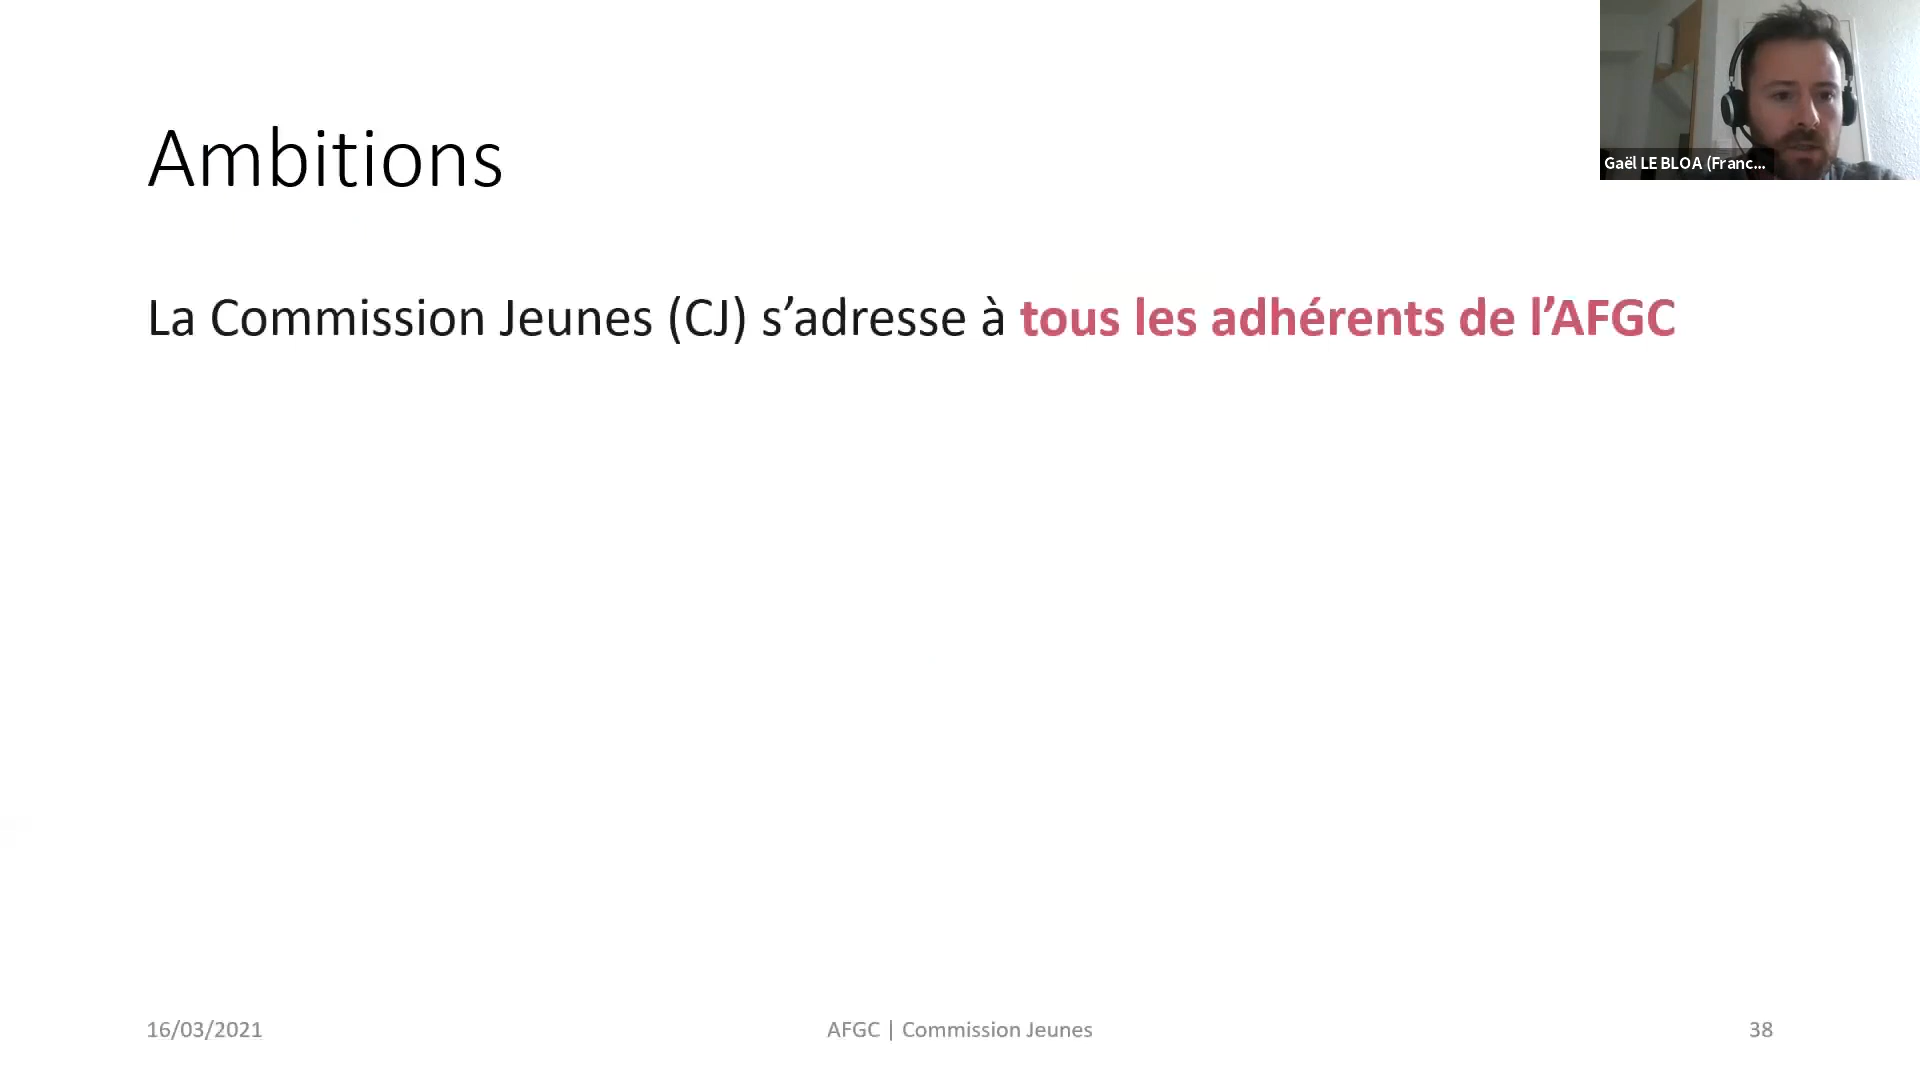 Gaël LE BLOA (Franc...
Ambitions
La Commission Jeunes (CJ) s’adresse à tous les adhérents de l’AFGC
16/03/2021
AFGC | Commission Jeunes
38